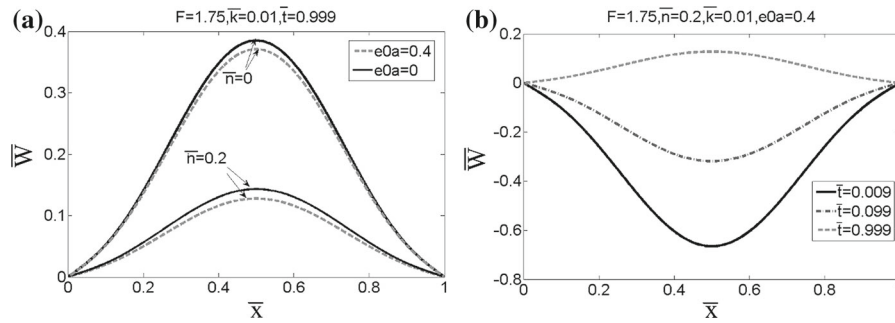 (a)
F=1.75,k̅=0.01,t̅=0.999
0.4
0.3
0.2
0.1
0
W̅
n̅=0
n̅=0.2
e0a=0.4
e0a=0
0
0.2
0.4
0.6
0.8
1
x̅
(b)
F=1.75,n̅=0.2,k̅=0.01,e0a=0.4
0.2
0
-0.2
-0.4
-0.6
-0.8
W̅
t̅=0.009
t̅=0.099
t̅=0.999
0
0.2
0.4
0.6
0.8
x̅